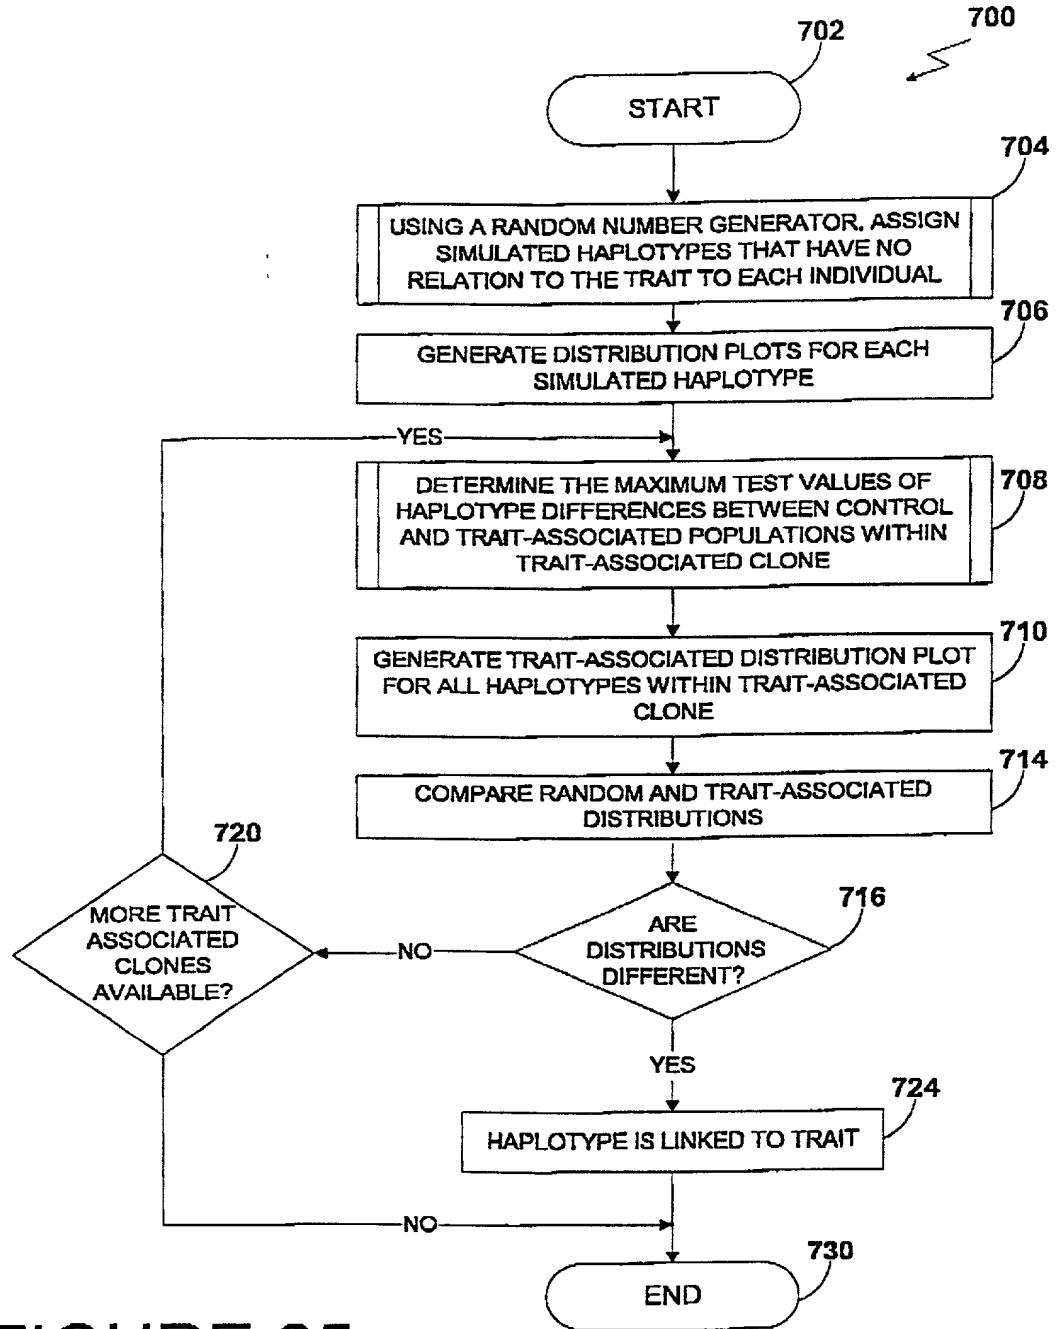 700
702
START
704
USING A RANDOM NUMBER GENERATOR, ASSIGN
SIMULATED HAPLOTYPES THAT HAVE NO
RELATION TO THE TRAIT TO EACH INDIVIDUAL
706
GENERATE DISTRIBUTION PLOTS FOR EACH
SIMULATED HAPLOTYPE
YES
708
DETERMINE THE MAXIMUM TEST VALUES OF
HAPLOTYPE DIFFERENCES BETWEEN CONTROL
AND TRAIT-ASSOCIATED POPULATIONS WITHIN
TRAIT-ASSOCIATED CLONE
710
GENERATE TRAIT-ASSOCIATED DISTRIBUTION PLOT
FOR ALL HAPLOTYPES WITHIN TRAIT-ASSOCIATED
CLONE
714
COMPARE RANDOM AND TRAIT-ASSOCIATED
DISTRIBUTIONS
720
MORE TRAIT
ASSOCIATED
CLONES
AVAILABLE?
716
ARE
DISTRIBUTIONS
DIFFERENT?
NO
YES
724
HAPLOTYPE IS LINKED TO TRAIT
NO
730
END